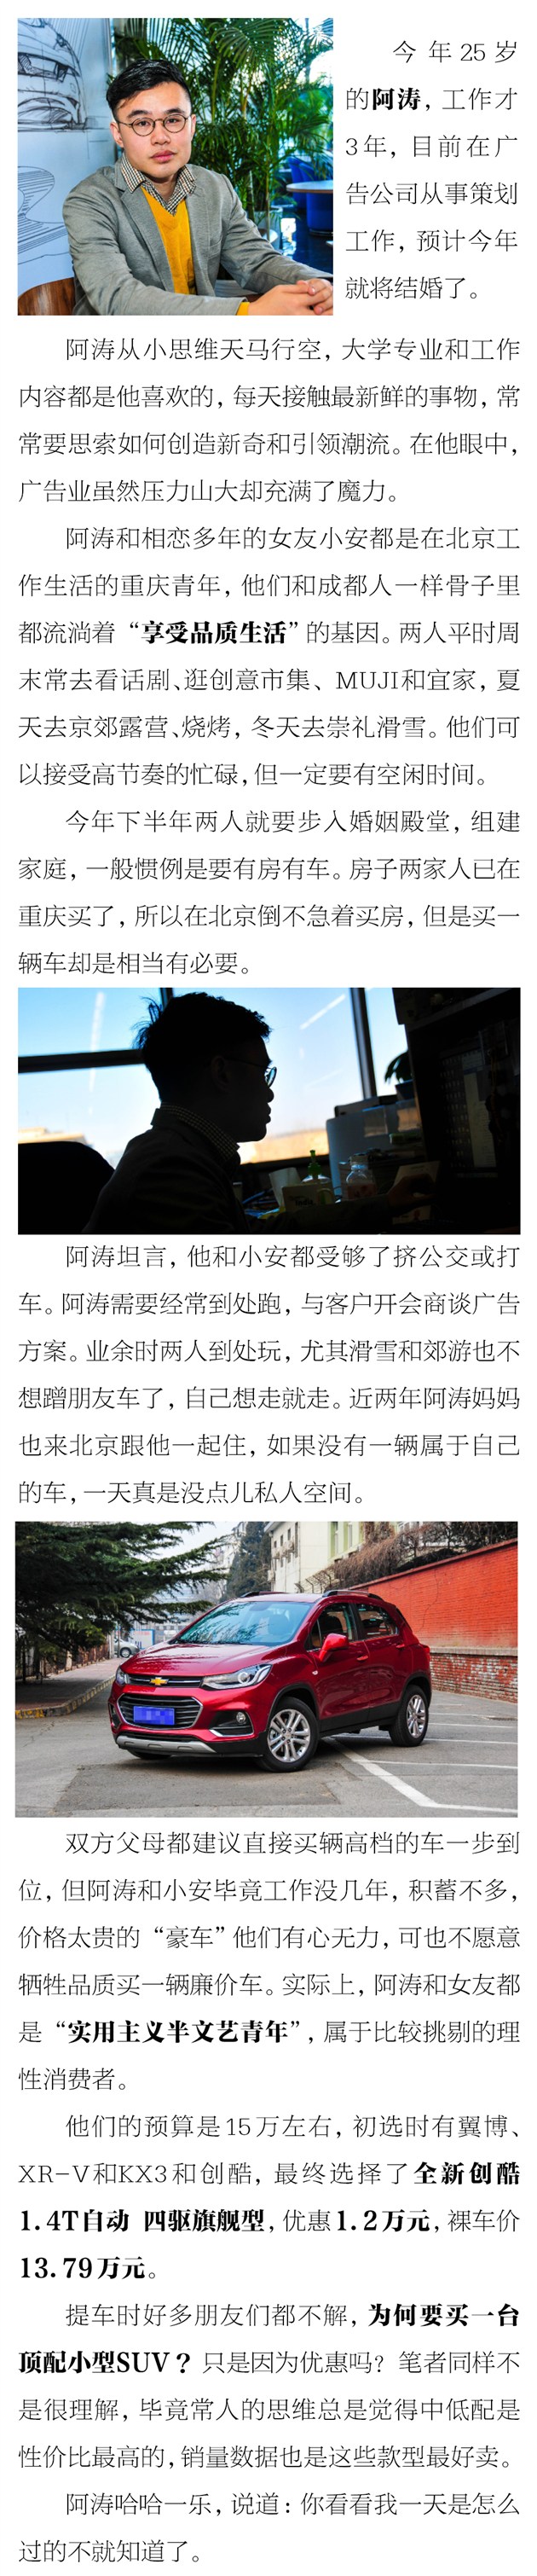 今年25岁
的阿涛，工作才
3年，目前在广
告公司从事策划
工作，预计今年
就将结婚了。
阿涛从小思维天马行空，大学专业和工作
内容都是他喜欢的，每天接触最新鲜的事物，常
常要思索如何创造新奇和引领潮流。在他眼中，
广告业虽然压力山大却充满了魔力。
阿涛和相恋多年的女友小安都是在北京工
作生活的重庆青年，他们和成都人一样骨子里
都流淌着“享受品质生活”的基因。两人平时周
末常去看话剧、逛创意市集、MUJI和宜家，夏
天去京郊露营、烧烤，冬天去崇礼滑雪。他们可
以接受高节奏的忙碌，但一定要有空闲时间。
今年下半年两人就要步入婚姻殿堂，组建
家庭，一般惯例是要有房有车。房子两家人已在
重庆买了，所以在北京倒不急着买房，但是买一
辆车却是相当有必要。
阿涛坦言，他和小安都受够了挤公交或打
车。阿涛需要经常到处跑，与客户开会商谈广告
方案。业余时两人到处玩，尤其滑雪和郊游也不
想蹭朋友车了，自己想走就走。近两年阿涛妈妈
也来北京跟他一起住，如果没有一辆属于自己
的车，一天真是没点儿私人空间。
双方父母都建议直接买辆高档的车一步到
位，但阿涛和小安毕竟工作没几年，积蓄不多，
价格太贵的“豪车”他们有心无力，可也不愿意
牺牲品质买一辆廉价车。实际上，阿涛和女友都
是“实用主义半文艺青年”，属于比较挑剔的理
性消费者。
他们的预算是15万左右，初选时有翼博、
XR-V和KX3和创酷，最终选择了全新创酷
1.4T自动 四驱旗舰型，优惠1.2万元，裸车价
13.79万元。
提车时好多朋友们都不解，为何要买一台
顶配小型SUV？只是因为优惠吗？笔者同样不
是很理解，毕竟常人的思维总是觉得中低配是
性价比最高的，销量数据也是这些款型最好卖。
阿涛哈哈一乐，说道：你看看我一天是怎么
过的不就知道了。